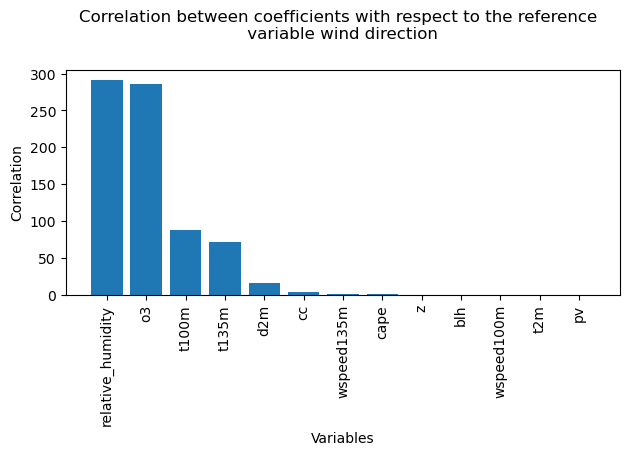 Correlation between coefficients with respect to the reference
variable wind direction
300
250
200
150
100
50
0
Correlation
relative_humidity
o3
t100m
t135m
d2m
cc
wspeed135m
cape
z
blh
wspeed100m
t2m
pv
Variables